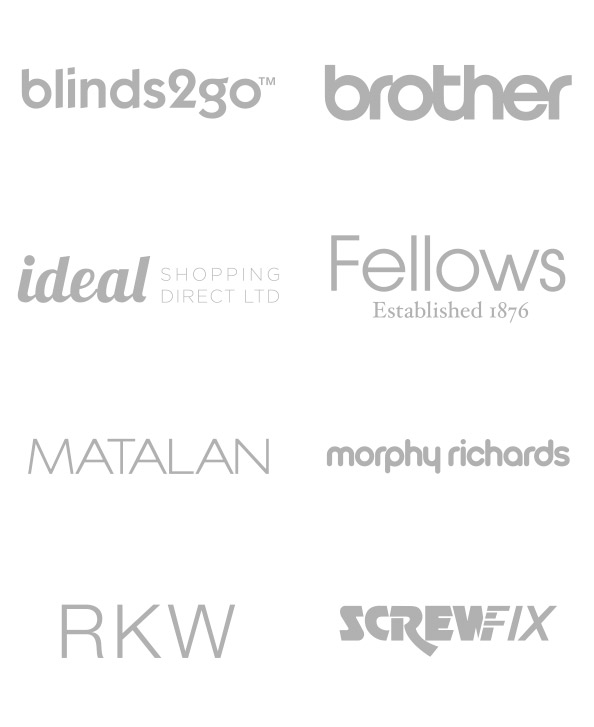 blinds2go™
brother
ideal SHOPPING
DIRECT LTD
Fellows
Established 1876
MATALAN
morphy richards
RKW
SCREWFIX